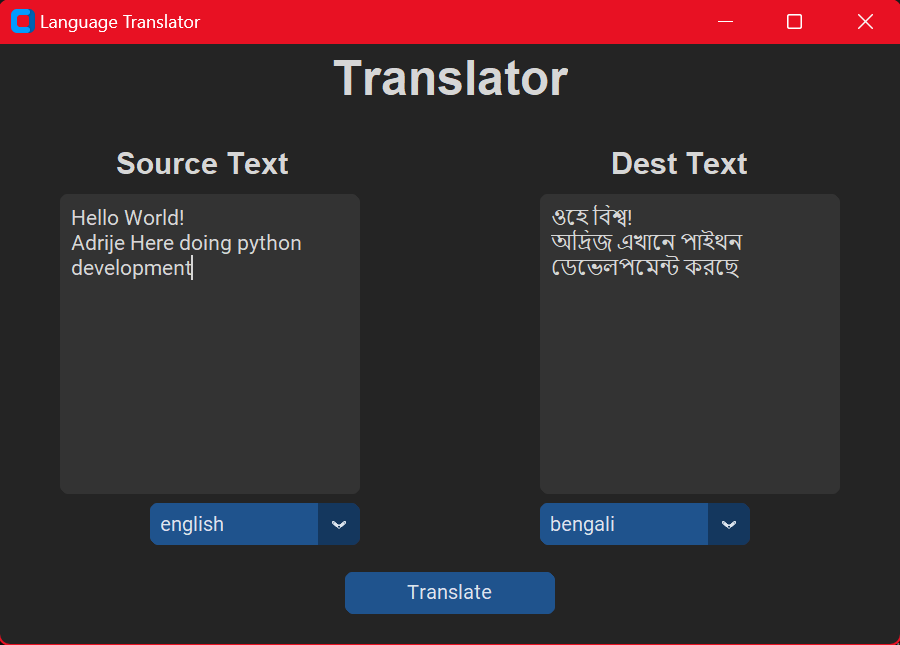 Language Translator
Translator
Source Text
Hello World!
Adrije Here doing python
development
english
Dest Text
ওহে বিশ্ব!
অদ্রিজ এখানে পাইথন
ডেভেলপমেন্ট করছে
bengali
Translate